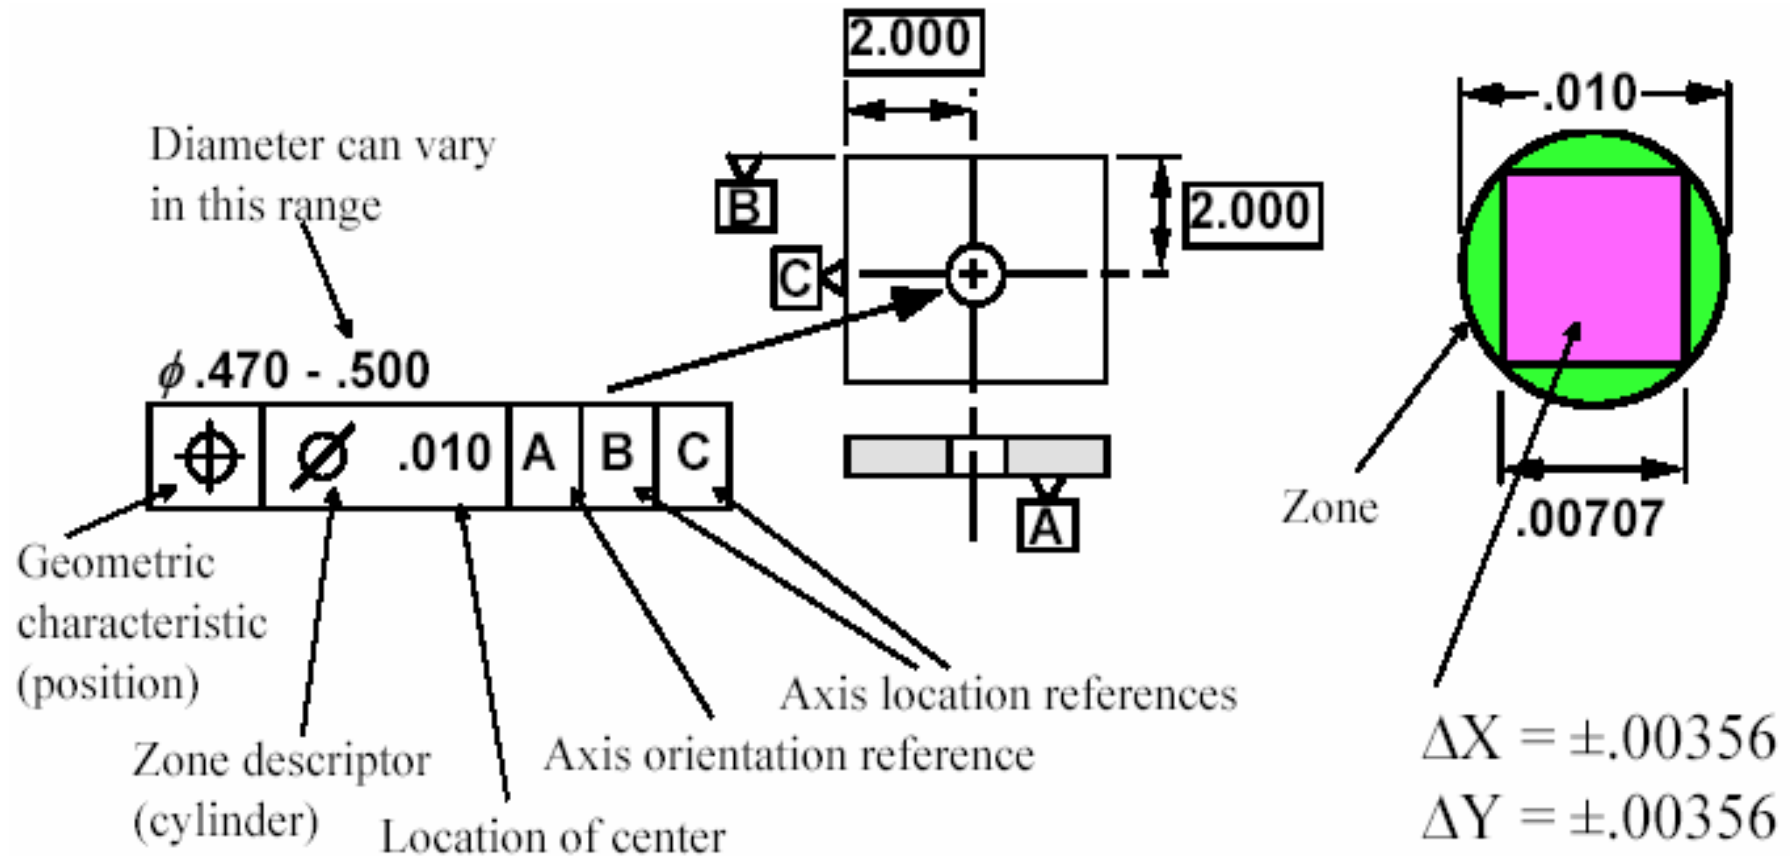 2.000
.010
Diameter can vary
in this range
B
2.000
C
ϕ.470 - .500
⌖ ⌀ .010 A B C
A
Zone
.00707
Geometric
characteristic
(position)
Axis location references
Zone descriptor
(cylinder)
Axis orientation reference
Location of center
ΔX = ±.00356
ΔY = ±.00356